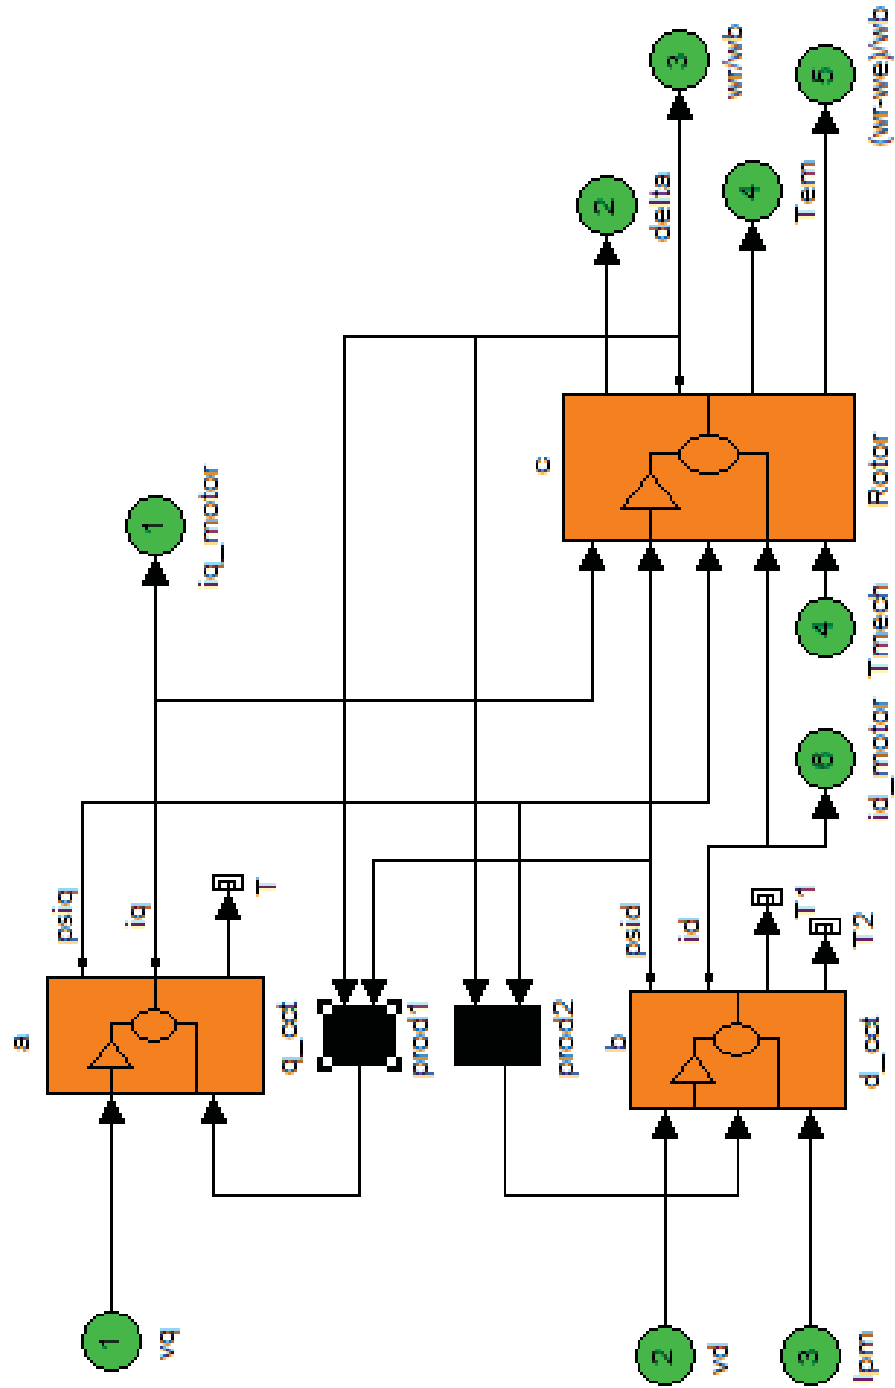 a
psiq
iq
1
iq_motor
1
vq
q_cct
T
prod1
prod2
c
2
delta
3
wr/wb
4
Tem
5
(wr-we)/wb
Rotor
4
Tmech
b
psid
id
2
vd
3
Ipm
d_cct
T1
T2
6
id_motor